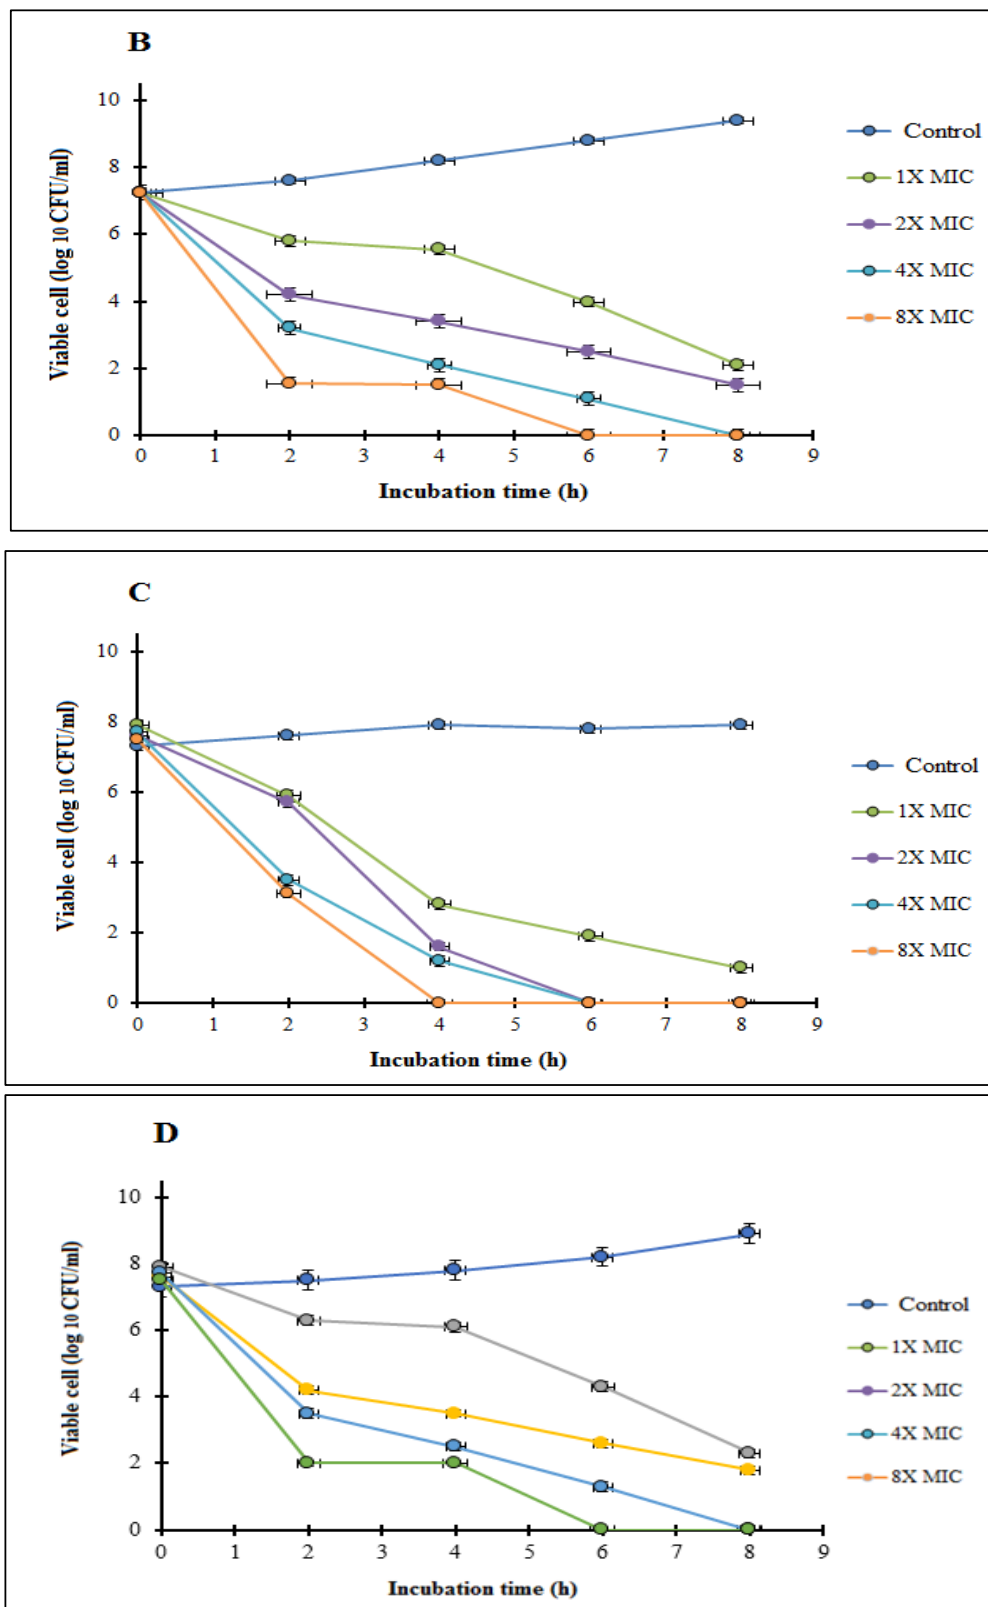 B
Viable cell (log 10 CFU/ml)
10
8
6
4
2
0
0 1 2 3 4 5 6 7 8 9
Incubation time (h)
Control
1X MIC
2X MIC
4X MIC
8X MIC
C
Viable cell (log 10 CFU/ml)
10
8
6
4
2
0
0 1 2 3 4 5 6 7 8 9
Incubation time (h)
Control
1X MIC
2X MIC
4X MIC
8X MIC
D
Viable cell (log 10 CFU/ml)
10
8
6
4
2
0
0 1 2 3 4 5 6 7 8 9
Incubation time (h)
Control
1X MIC
2X MIC
4X MIC
8X MIC